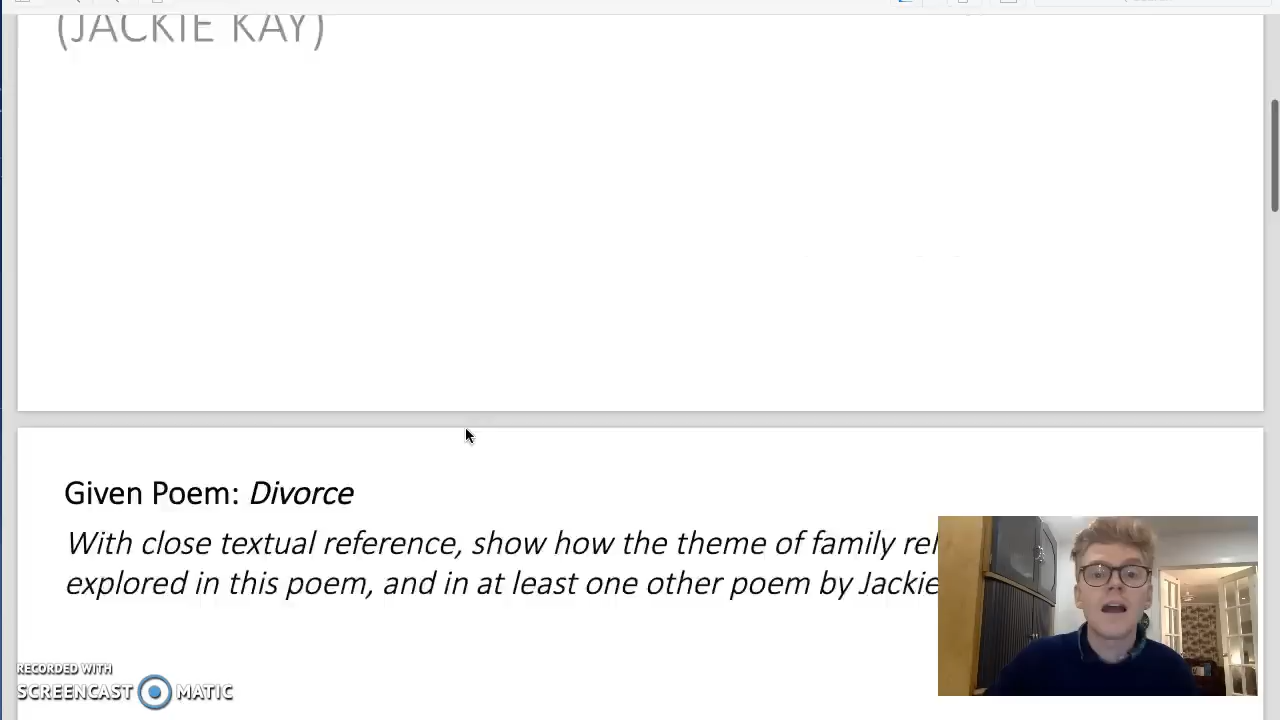 (JACKIE KAY)
Given Poem: Divorce
With close textual reference, show how the theme of family rel
explored in this poem, and in at least one other poem by Jackie
RECORDED WITH
SCREENCAST MATIC